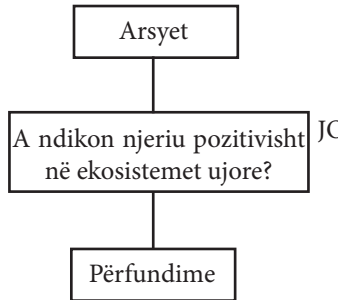 Arsyet
A ndikon njeriu pozitivisht
në ekosistemet ujore?
Përfundime